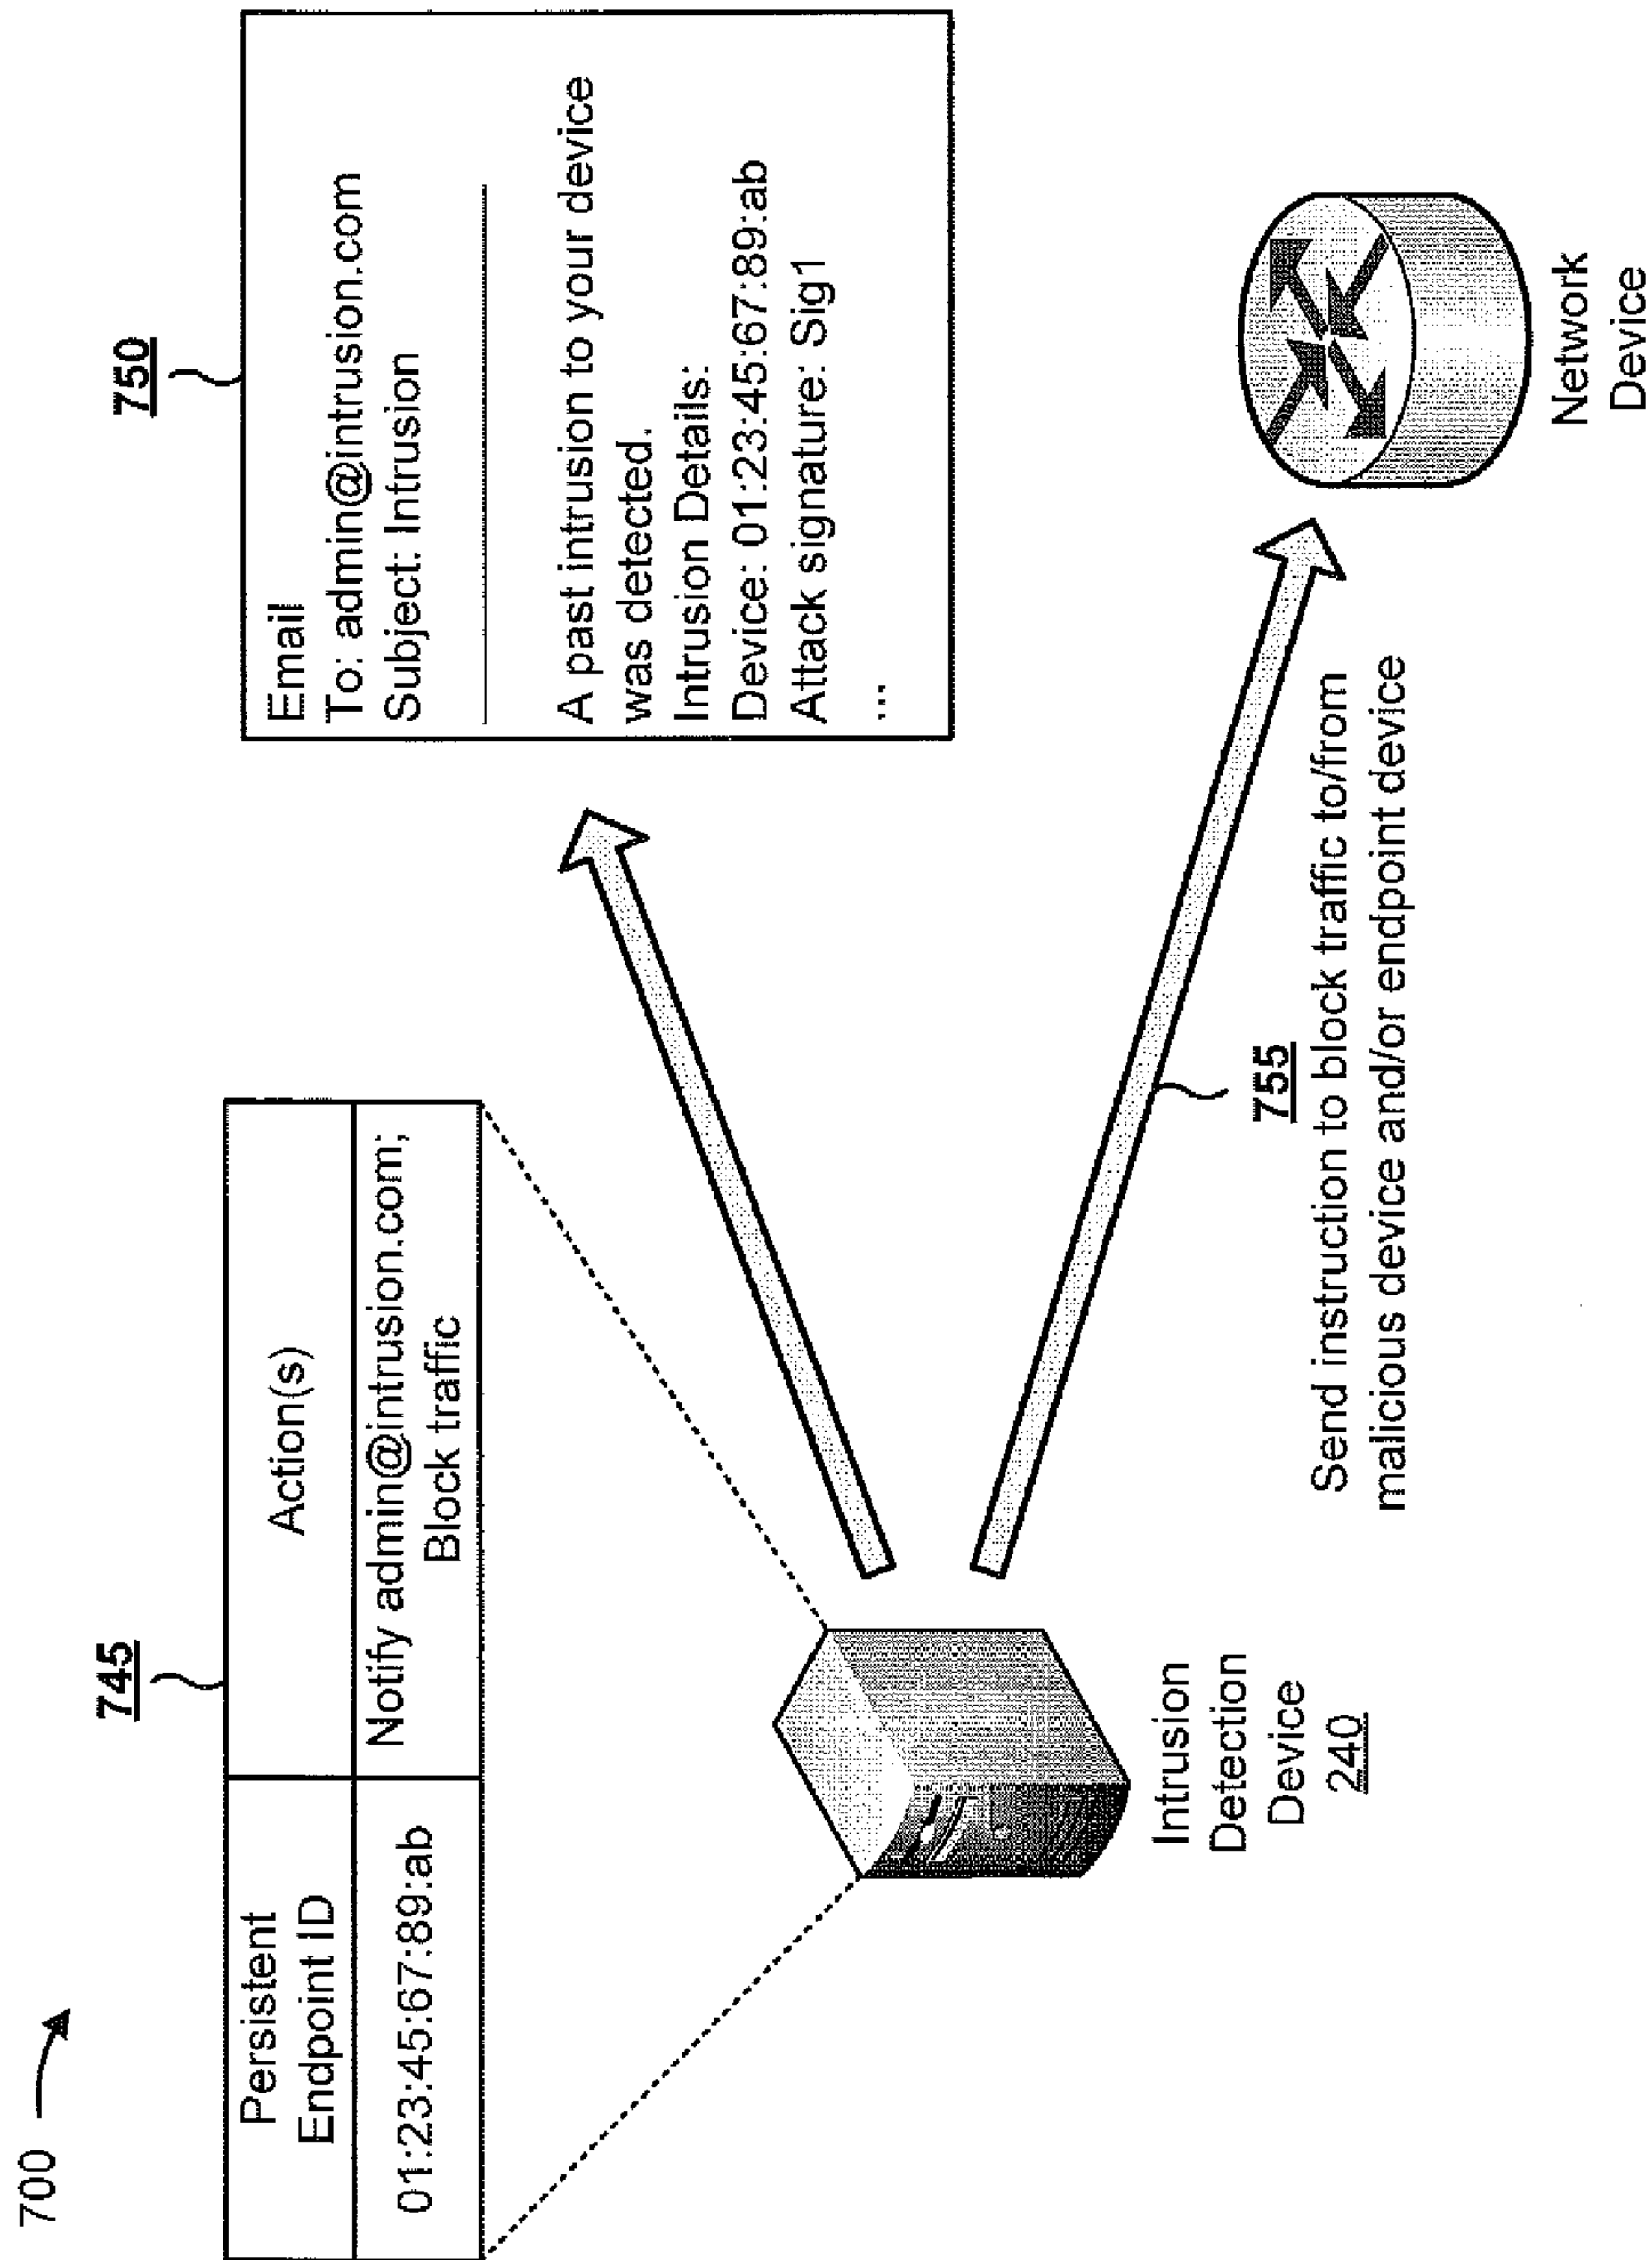 700
745
Persistent
Endpoint ID
Action(s)
01:23:45:67:89:ab
Notify admin@intrusion.com;
Block traffic
750
Email
To: admin@intrusion.com
Subject: Intrusion
A past intrusion to your device
was detected.
Intrusion Details:
Device: 01:23:45:67:89:ab
Attack signature: Sig1
...
Intrusion
Detection
Device
240
755
Send instruction to block traffic to/from
malicious device and/or endpoint device
Network
Device